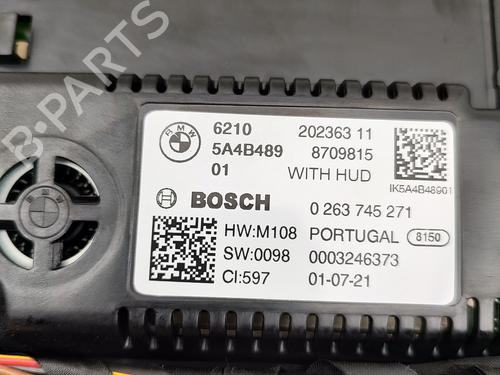 B-PARTS
BMW
6210 202363 11
5A4B489 8709815
01 WITH HUD
IK5A4B48901
BOSCH 0 263 745 271
HW:M108 PORTUGAL 8150
SW:0098 0003246373
CI:597 01-07-21